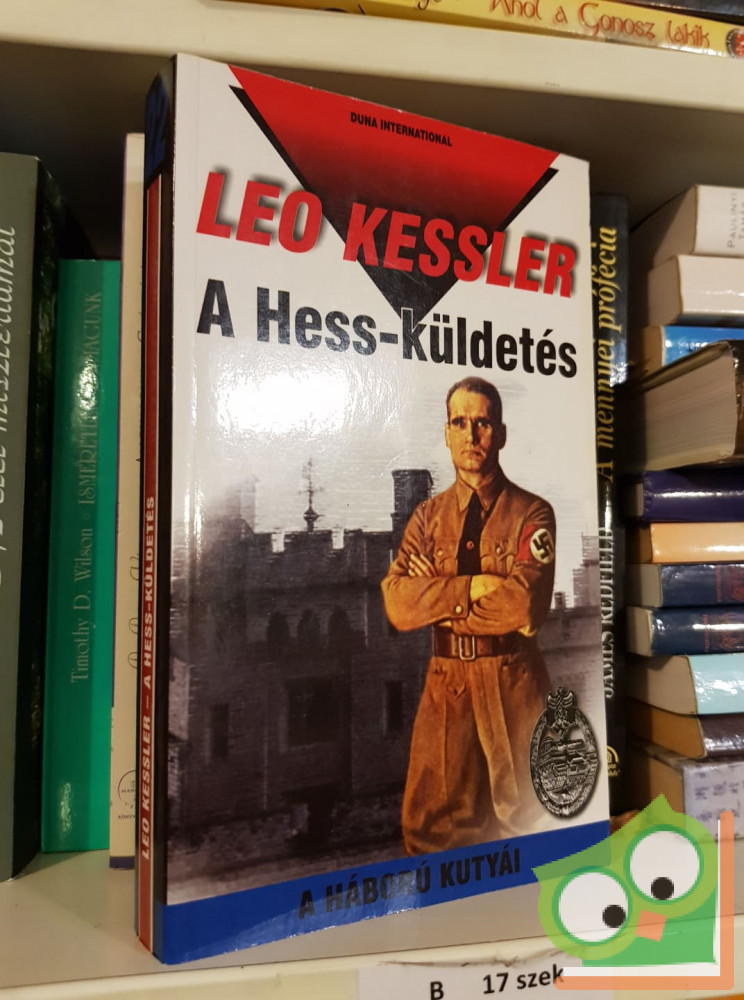 Ahol a Gonosz lakik
DUNA INTERNATIONAL
LEO KESSLER
A Hess-küldetés
A HÁBORÚ KUTYÁI
LEO KESSLER – A HESS-KÜLDETÉS
Timothy D. Wilson
JAMES REDFIELD
A mennyei prófécia
B 17 szek